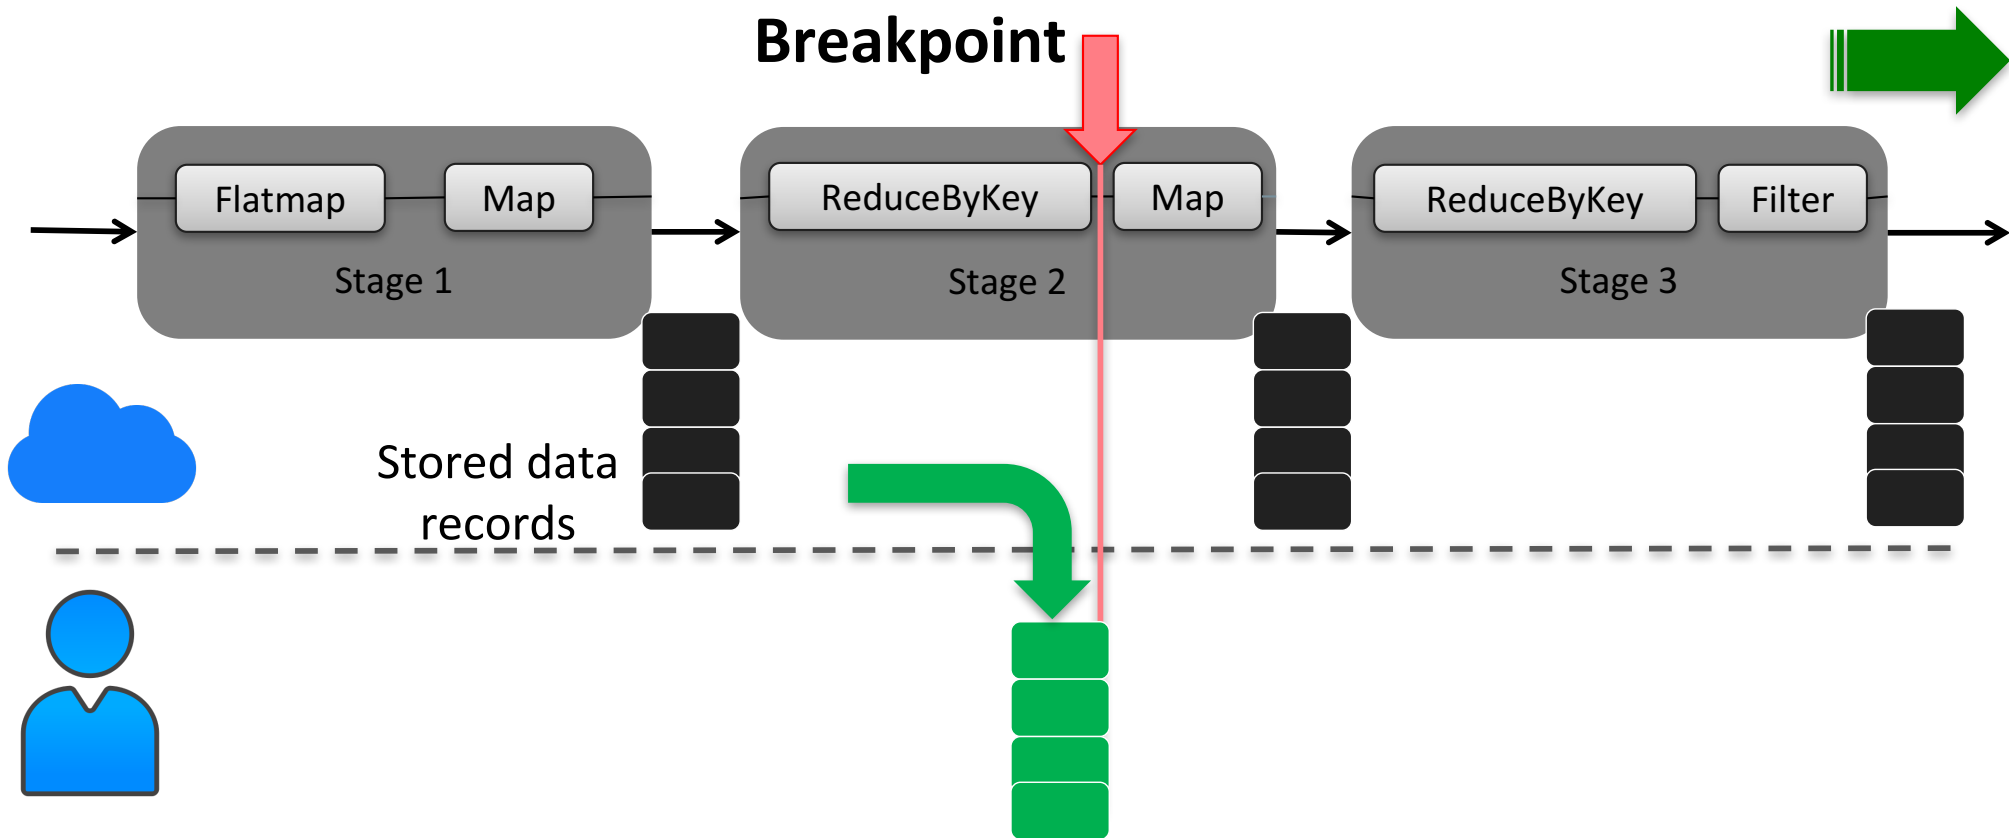 Breakpoint
Flatmap
Map
ReduceByKey
Map
ReduceByKey
Filter
Stage 1
Stage 2
Stage 3
Stored data
records